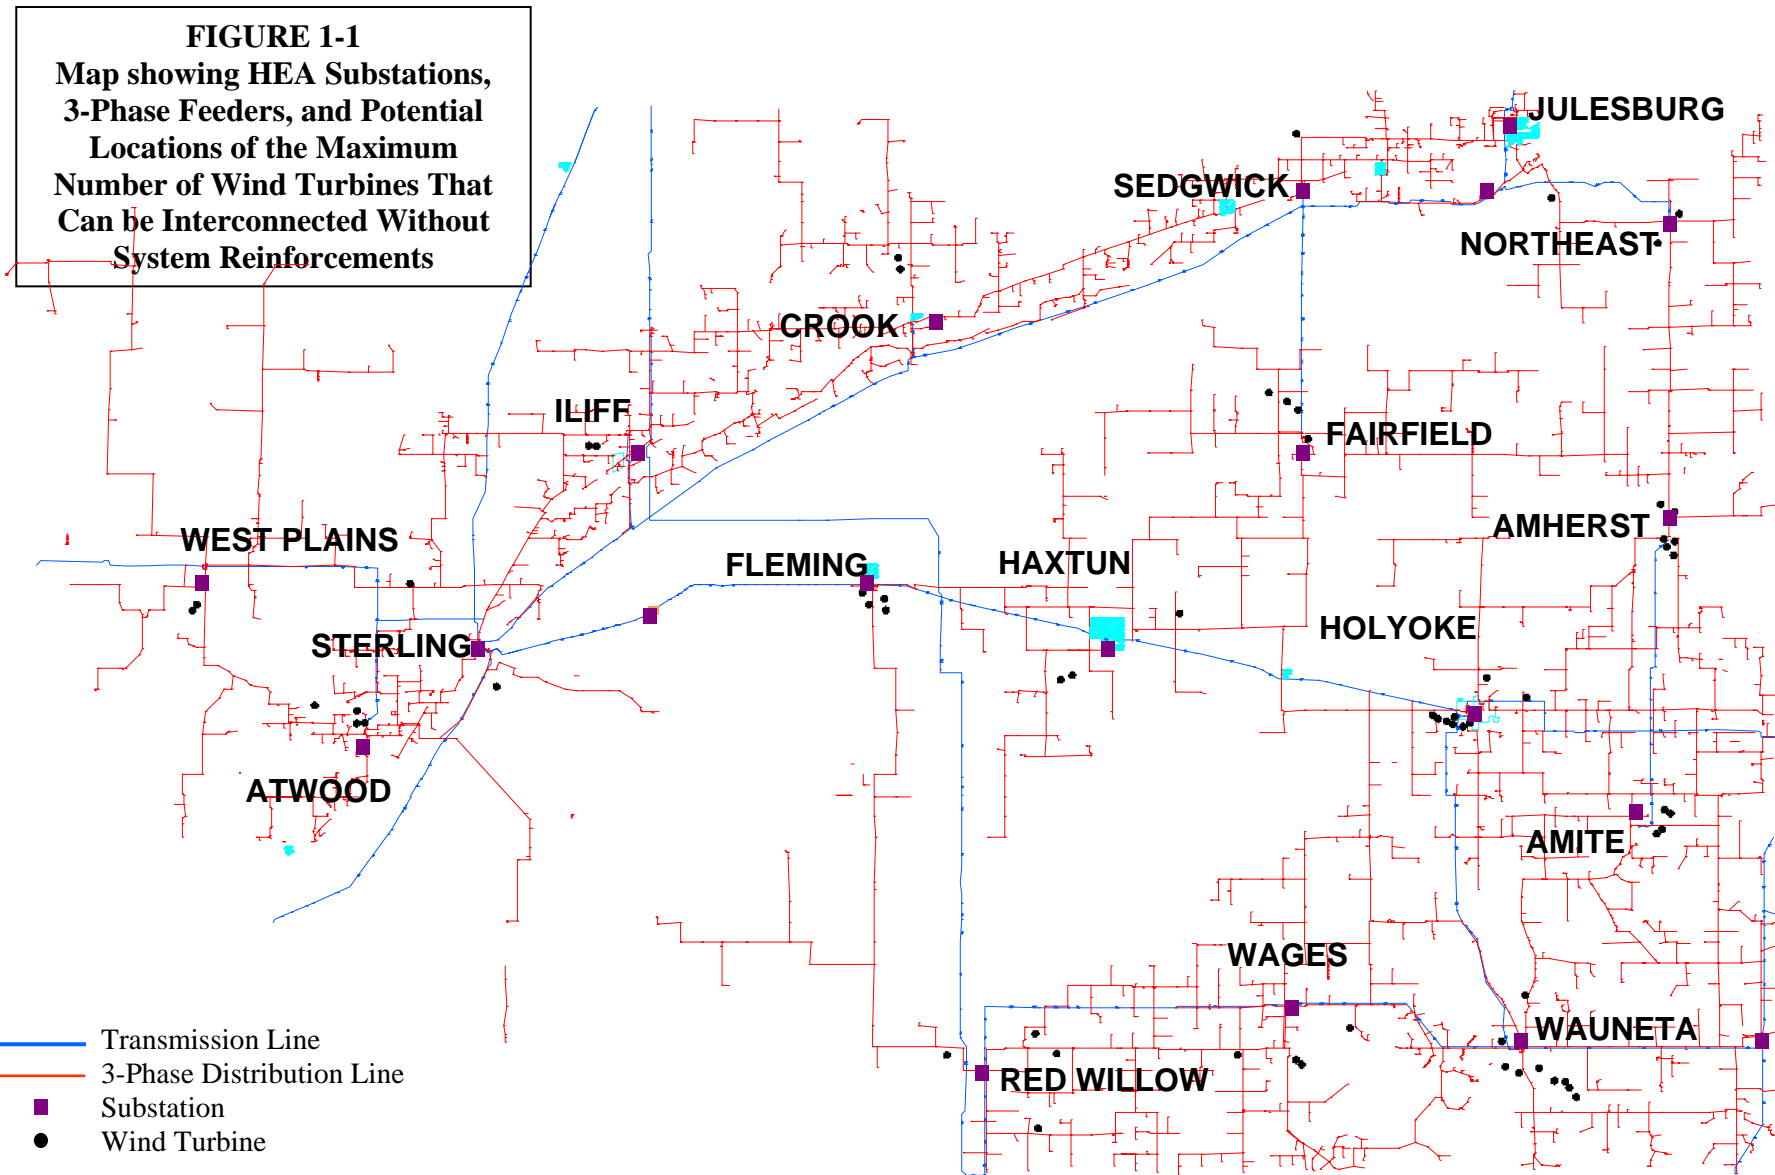 FIGURE 1-1
Map showing HEA Substations,
3-Phase Feeders, and Potential
Locations of the Maximum
Number of Wind Turbines That
Can be Interconnected Without
System Reinforcements
JULESBURG
SEDGWICK
NORTHEAST
CROOK
ILIFF
FAIRFIELD
AMHERST
WEST PLAINS
FLEMING
HAXTUN
HOLYOKE
STERLING
ATWOOD
AMITE
WAGES
WAUNETA
RED WILLOW
Transmission Line
3-Phase Distribution Line
Substation
Wind Turbine